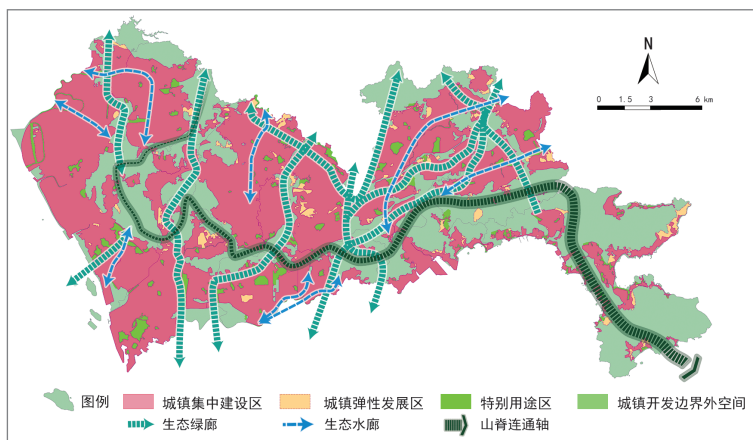 N
0 1.5 3 6 km
图例 城镇集中建设区 城镇弹性发展区 特别用途区 城镇开发边界外空间
生态绿廊 生态水廊 山脊连通轴